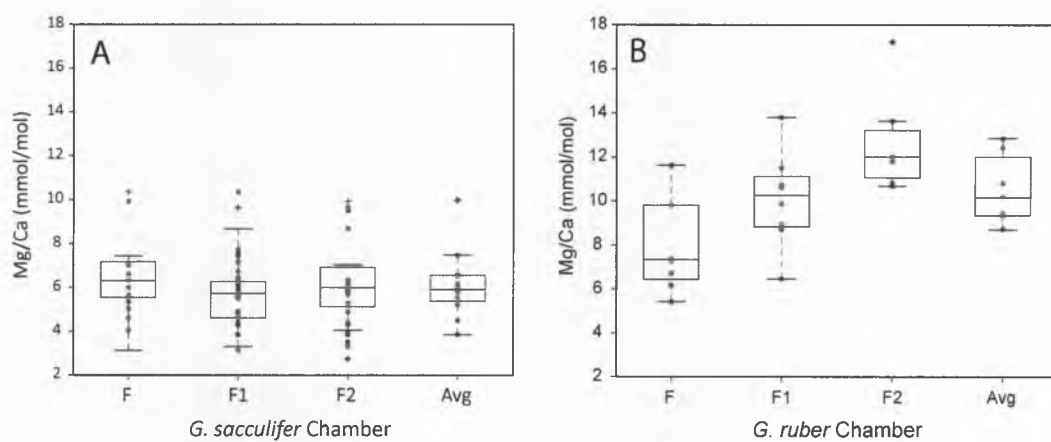 A
Mg/Ca (mmol/mol)
18
16
14
12
10
8
6
4
2
F F1 F2 Avg
G. sacculifer Chamber
B
Mg/Ca (mmol/mol)
18
16
14
12
10
8
6
4
2
F F1 F2 Avg
G. ruber Chamber